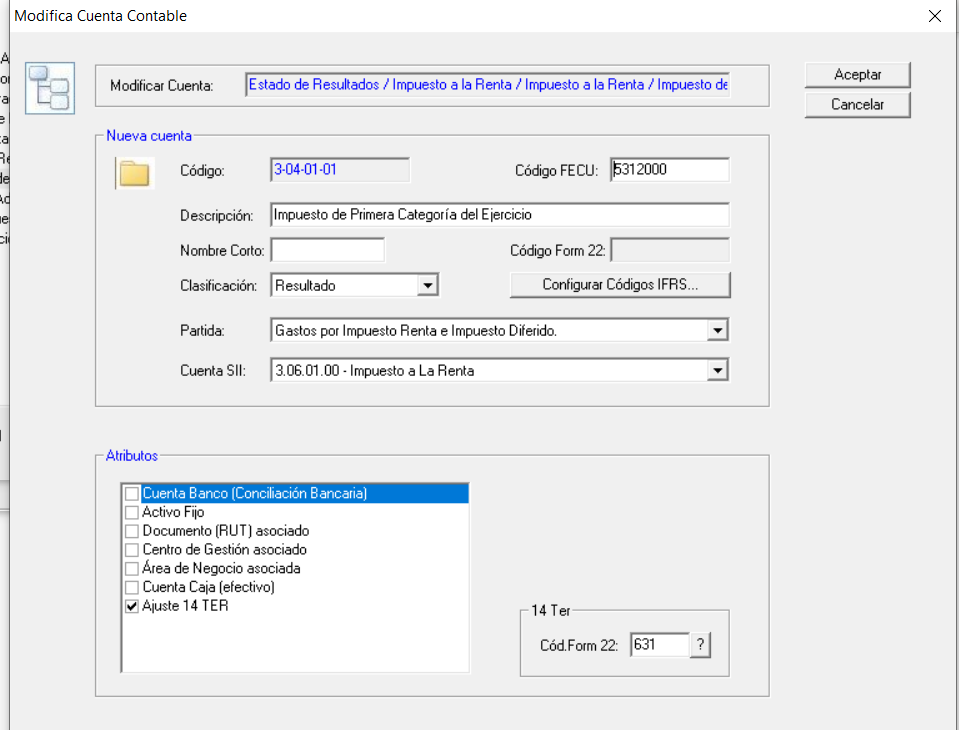 Modifica Cuenta Contable
Modificar Cuenta: Estado de Resultados / Impuesto a la Renta / Impuesto a la Renta / Impuesto de
Aceptar
Cancelar
Nueva cuenta
Código: 3-04-01-01 Código FECU: 5312000
Descripción: Impuesto de Primera Categoría del Ejercicio
Nombre Corto: Código Form 22:
Clasificación: Resultado Configurar Códigos IFRS...
Partida: Gastos por Impuesto Renta e Impuesto Diferido.
Cuenta SII: 3.06.01.00 - Impuesto a La Renta
Atributos
Cuenta Banco (Conciliación Bancaria)
Activo Fijo
Documento (RUT) asociado
Centro de Gestión asociado
Área de Negocio asociada
Cuenta Caja (efectivo)
Ajuste 14 TER
14 Ter
Cód.Form 22: 631 ?